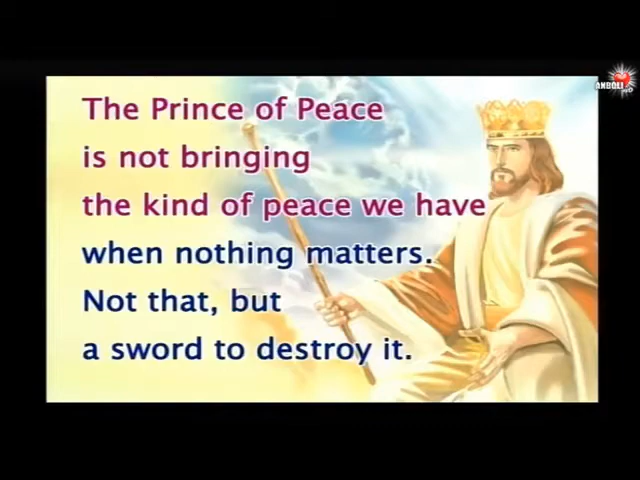 The Prince of Peace
is not bringing
the kind of peace we have
when nothing matters.
Not that, but
a sword to destroy it.
ANBOLI